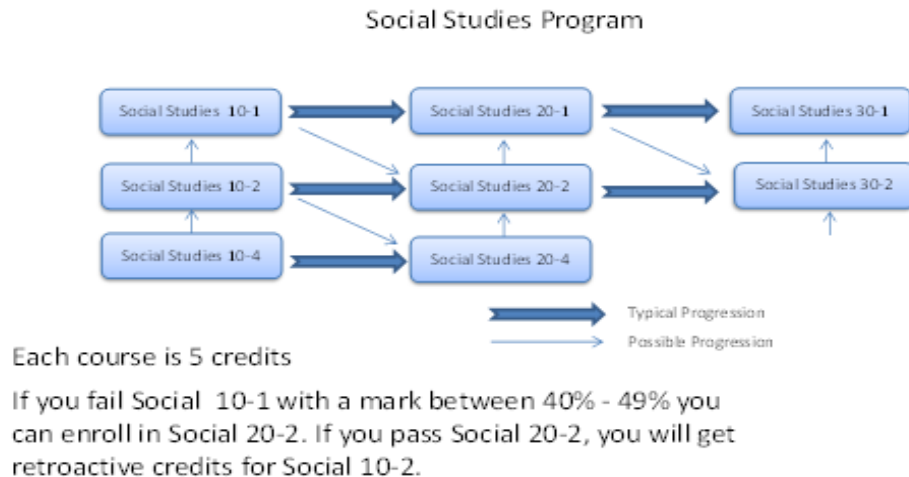 Social Studies Program
Social Studies 10-1
Social Studies 20-1
Social Studies 30-1
Social Studies 10-2
Social Studies 20-2
Social Studies 30-2
Social Studies 10-4
Social Studies 20-4
Typical Progression
Possible Progression
Each course is 5 credits
If you fail Social 10-1 with a mark between 40% - 49% you
can enroll in Social 20-2. If you pass Social 20-2, you will get
retroactive credits for Social 10-2.